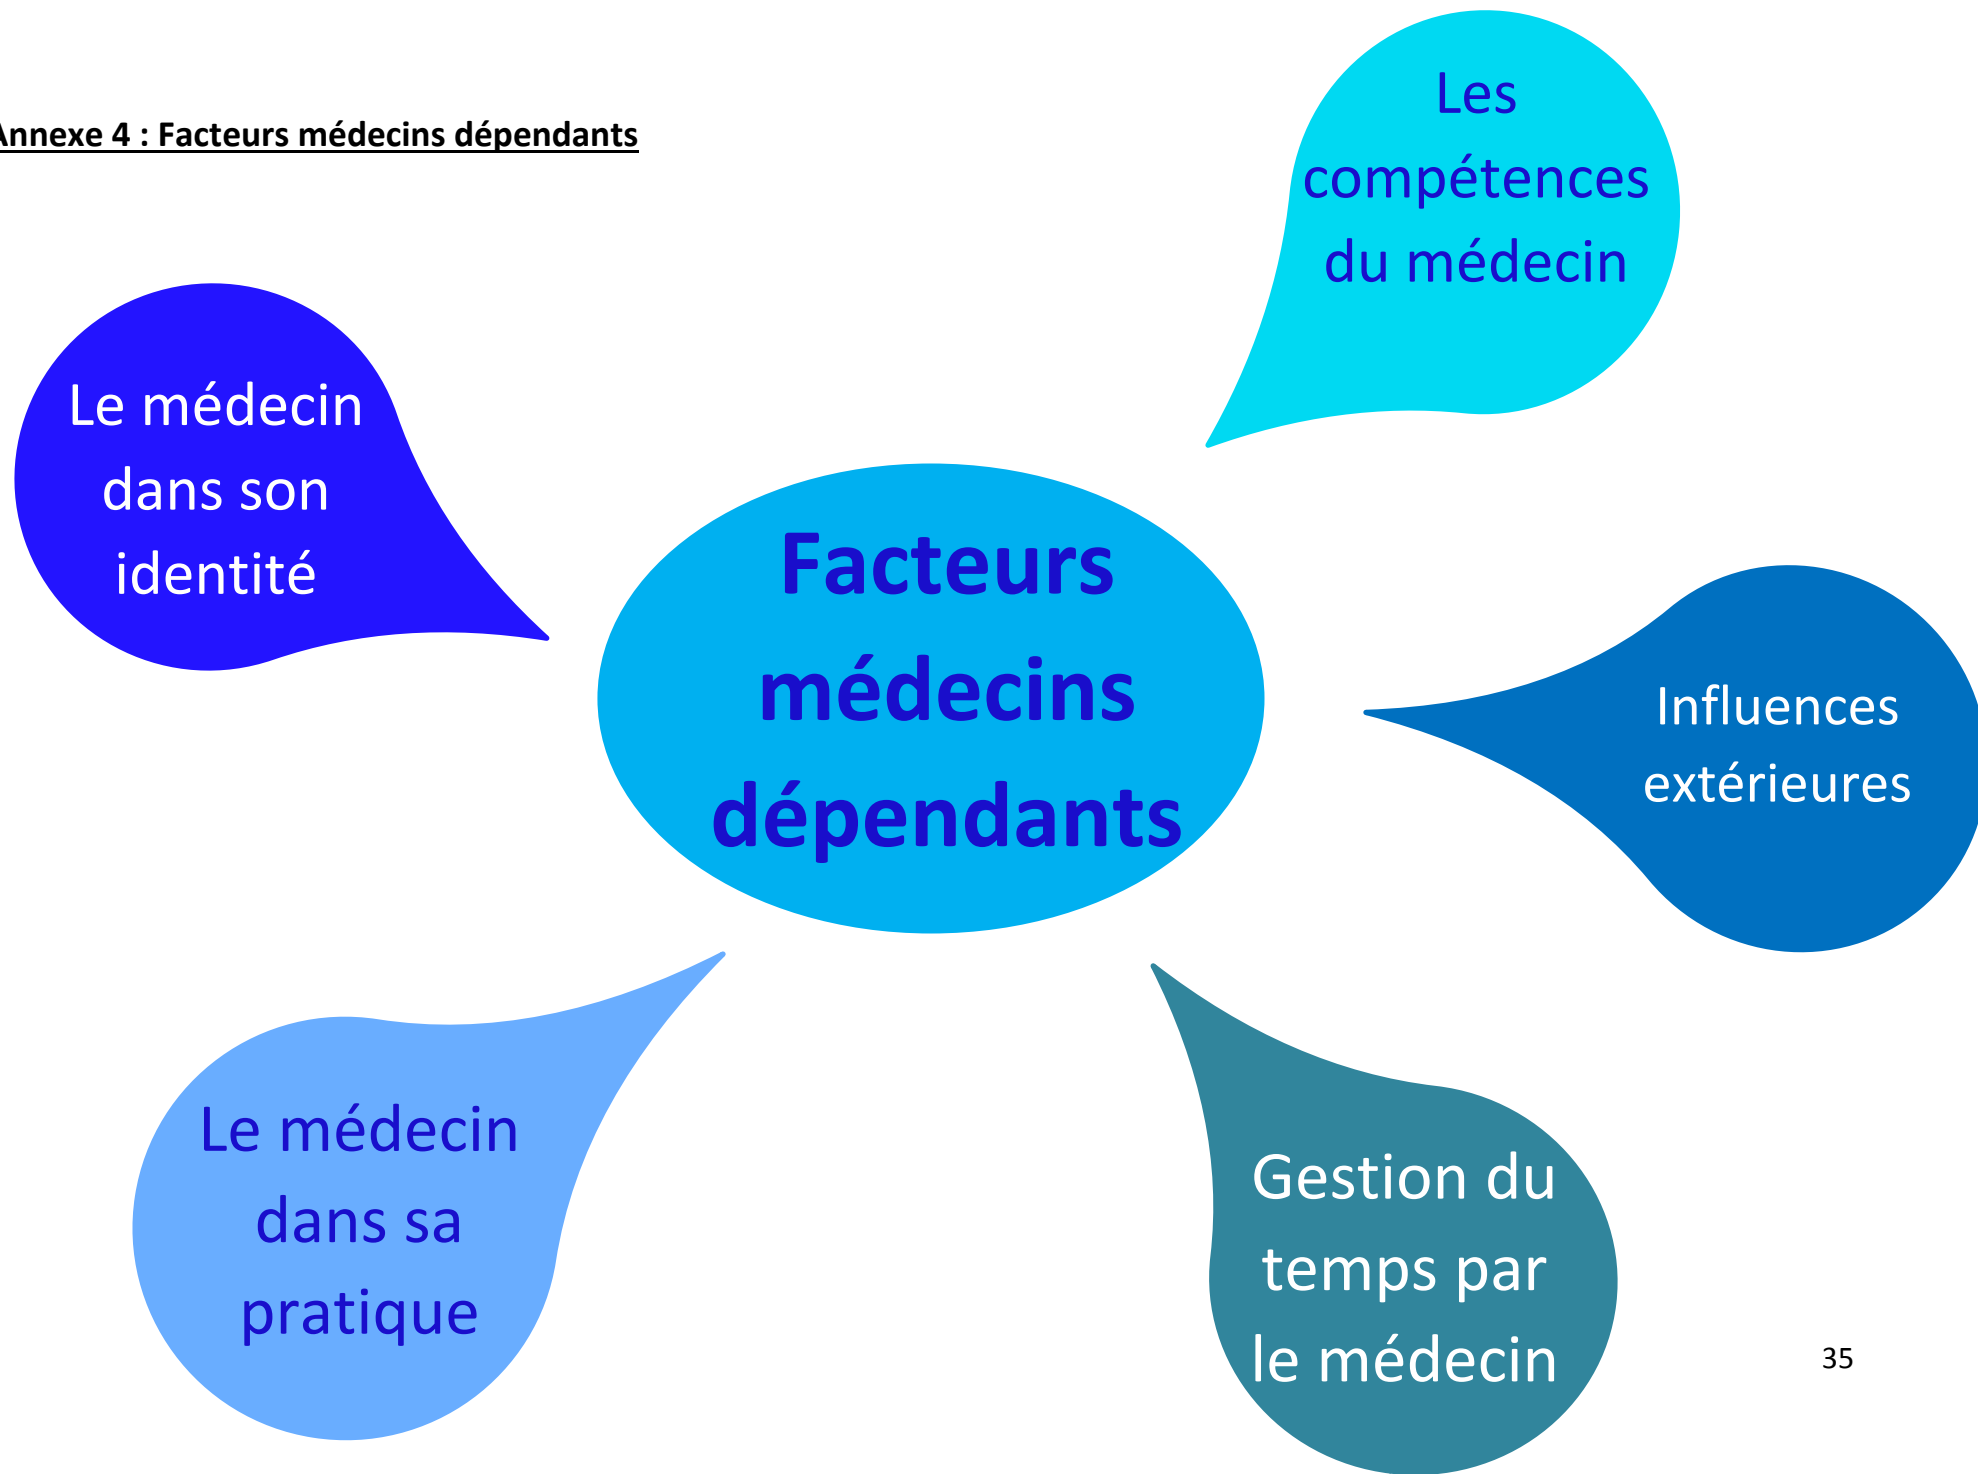 Annexe 4 : Facteurs médecins dépendants
Les
compétences
du médecin
Le médecin
dans son
identité
Facteurs
médecins
dépendants
Influences
extérieures
Le médecin
dans sa
pratique
Gestion du
temps par
le médecin
35